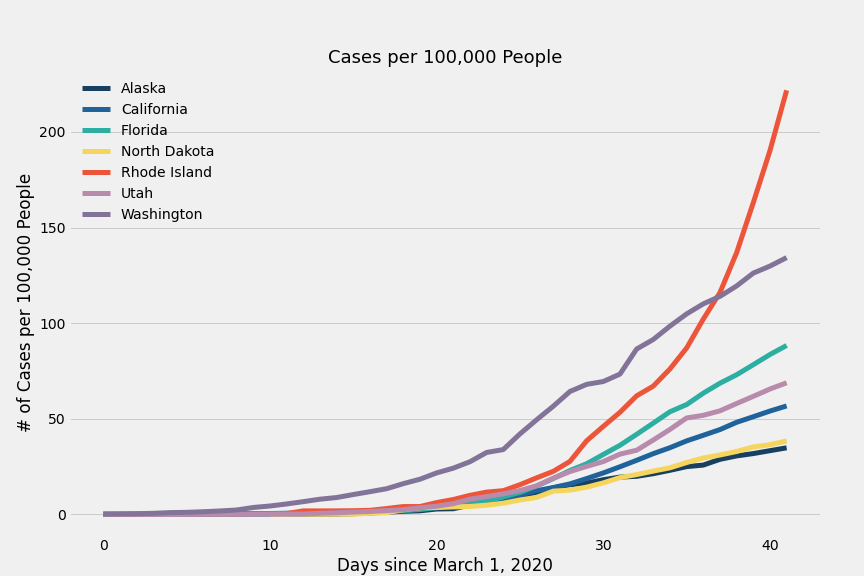 Cases per 100,000 People
Alaska
California
Florida
North Dakota
Rhode Island
Utah
Washington
# of Cases per 100,000 People
200
150
100
50
0
0 10 20 30 40
Days since March 1, 2020